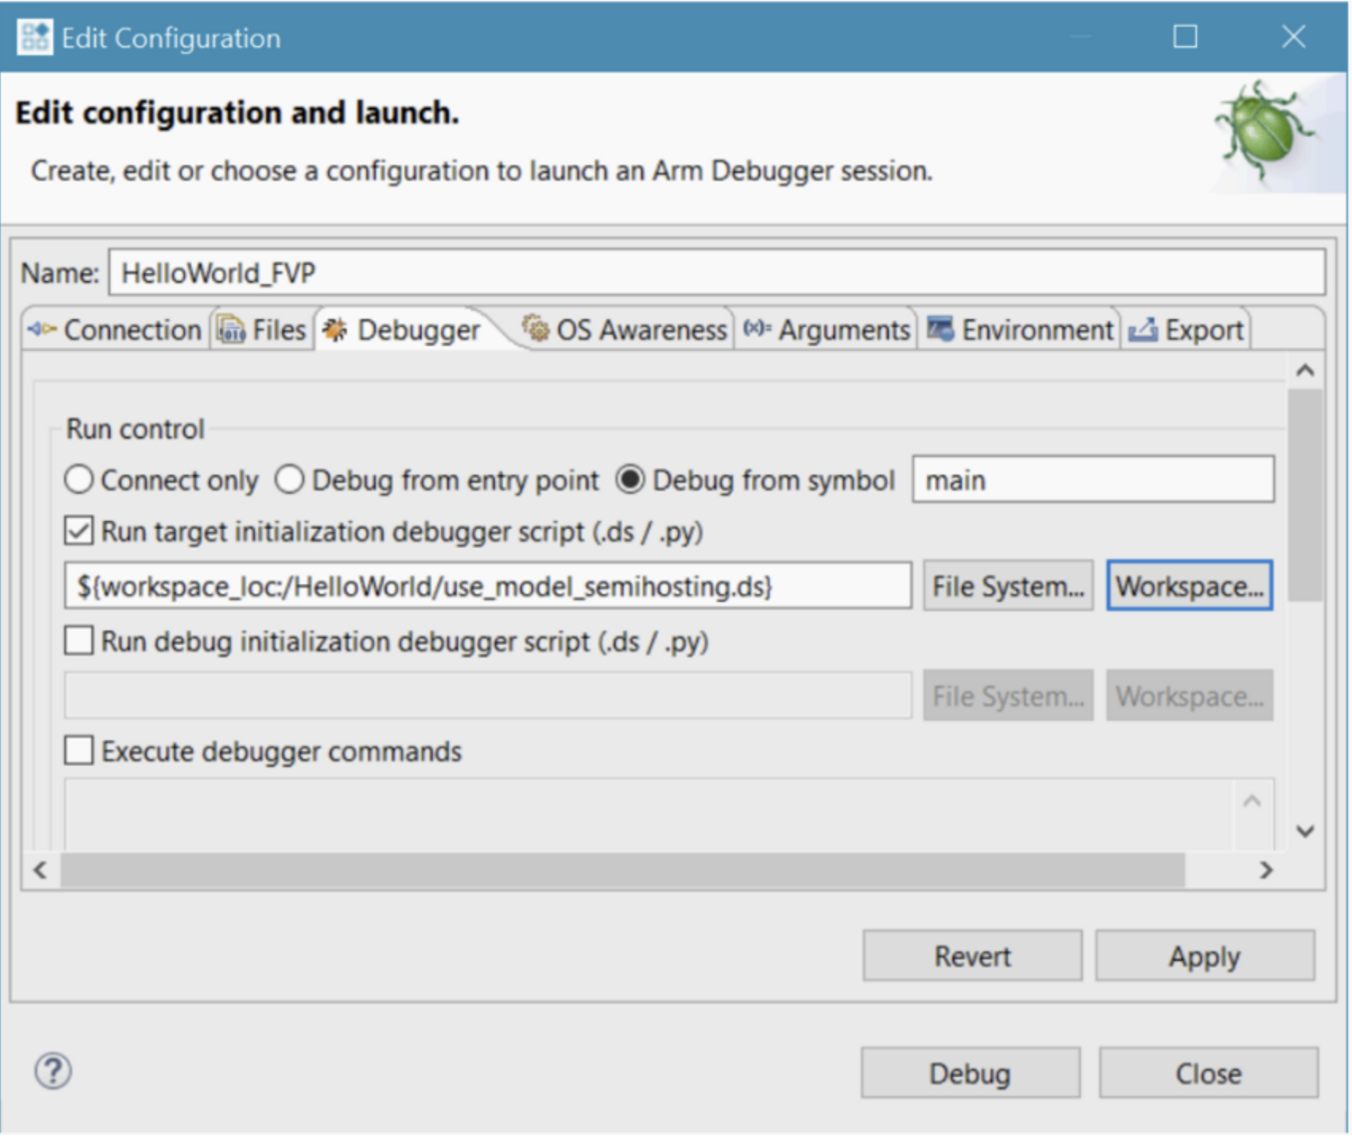 Edit Configuration
Edit configuration and launch.
Create, edit or choose a configuration to launch an Arm Debugger session.
Name: HelloWorld_FVP
Connection Files Debugger OS Awareness (x)= Arguments Environment Export
Run control
Connect only Debug from entry point Debug from symbol main
Run target initialization debugger script (.ds / .py)
${workspace_loc:/HelloWorld/use_model_semihosting.ds} File System... Workspace...
Run debug initialization debugger script (.ds / .py)
File System... Workspace...
Execute debugger commands
Revert Apply
? Debug Close